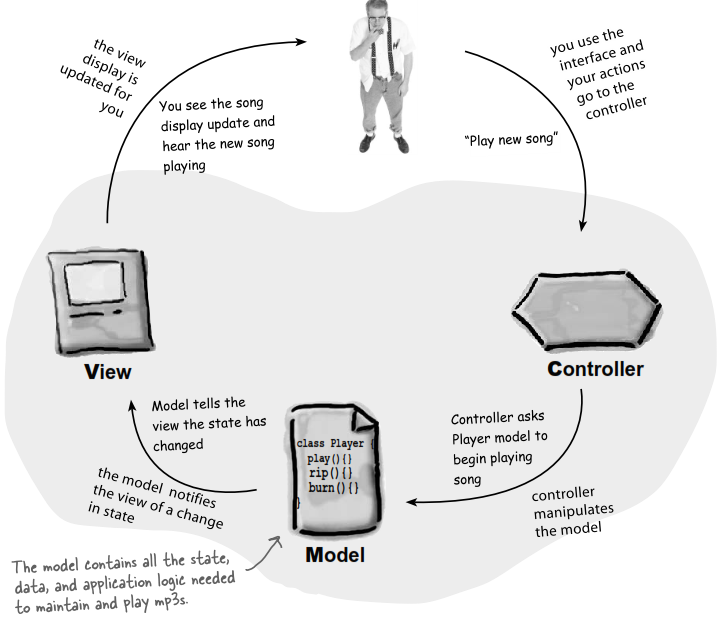 the view
display is
updated for
you
You see the song
display update and
hear the new song
playing
you use the
interface and
your actions
go to the
controller
"Play new song"
View
Controller
Model tells the
view the state has
changed
the model notifies
the view of a change
in state
class Player {
play(){}
rip(){}
burn(){}
}
Model
Controller asks
Player model to
begin playing
song
controller
manipulates
the model
The model contains all the state,
data, and application logic needed
to maintain and play mp3s.